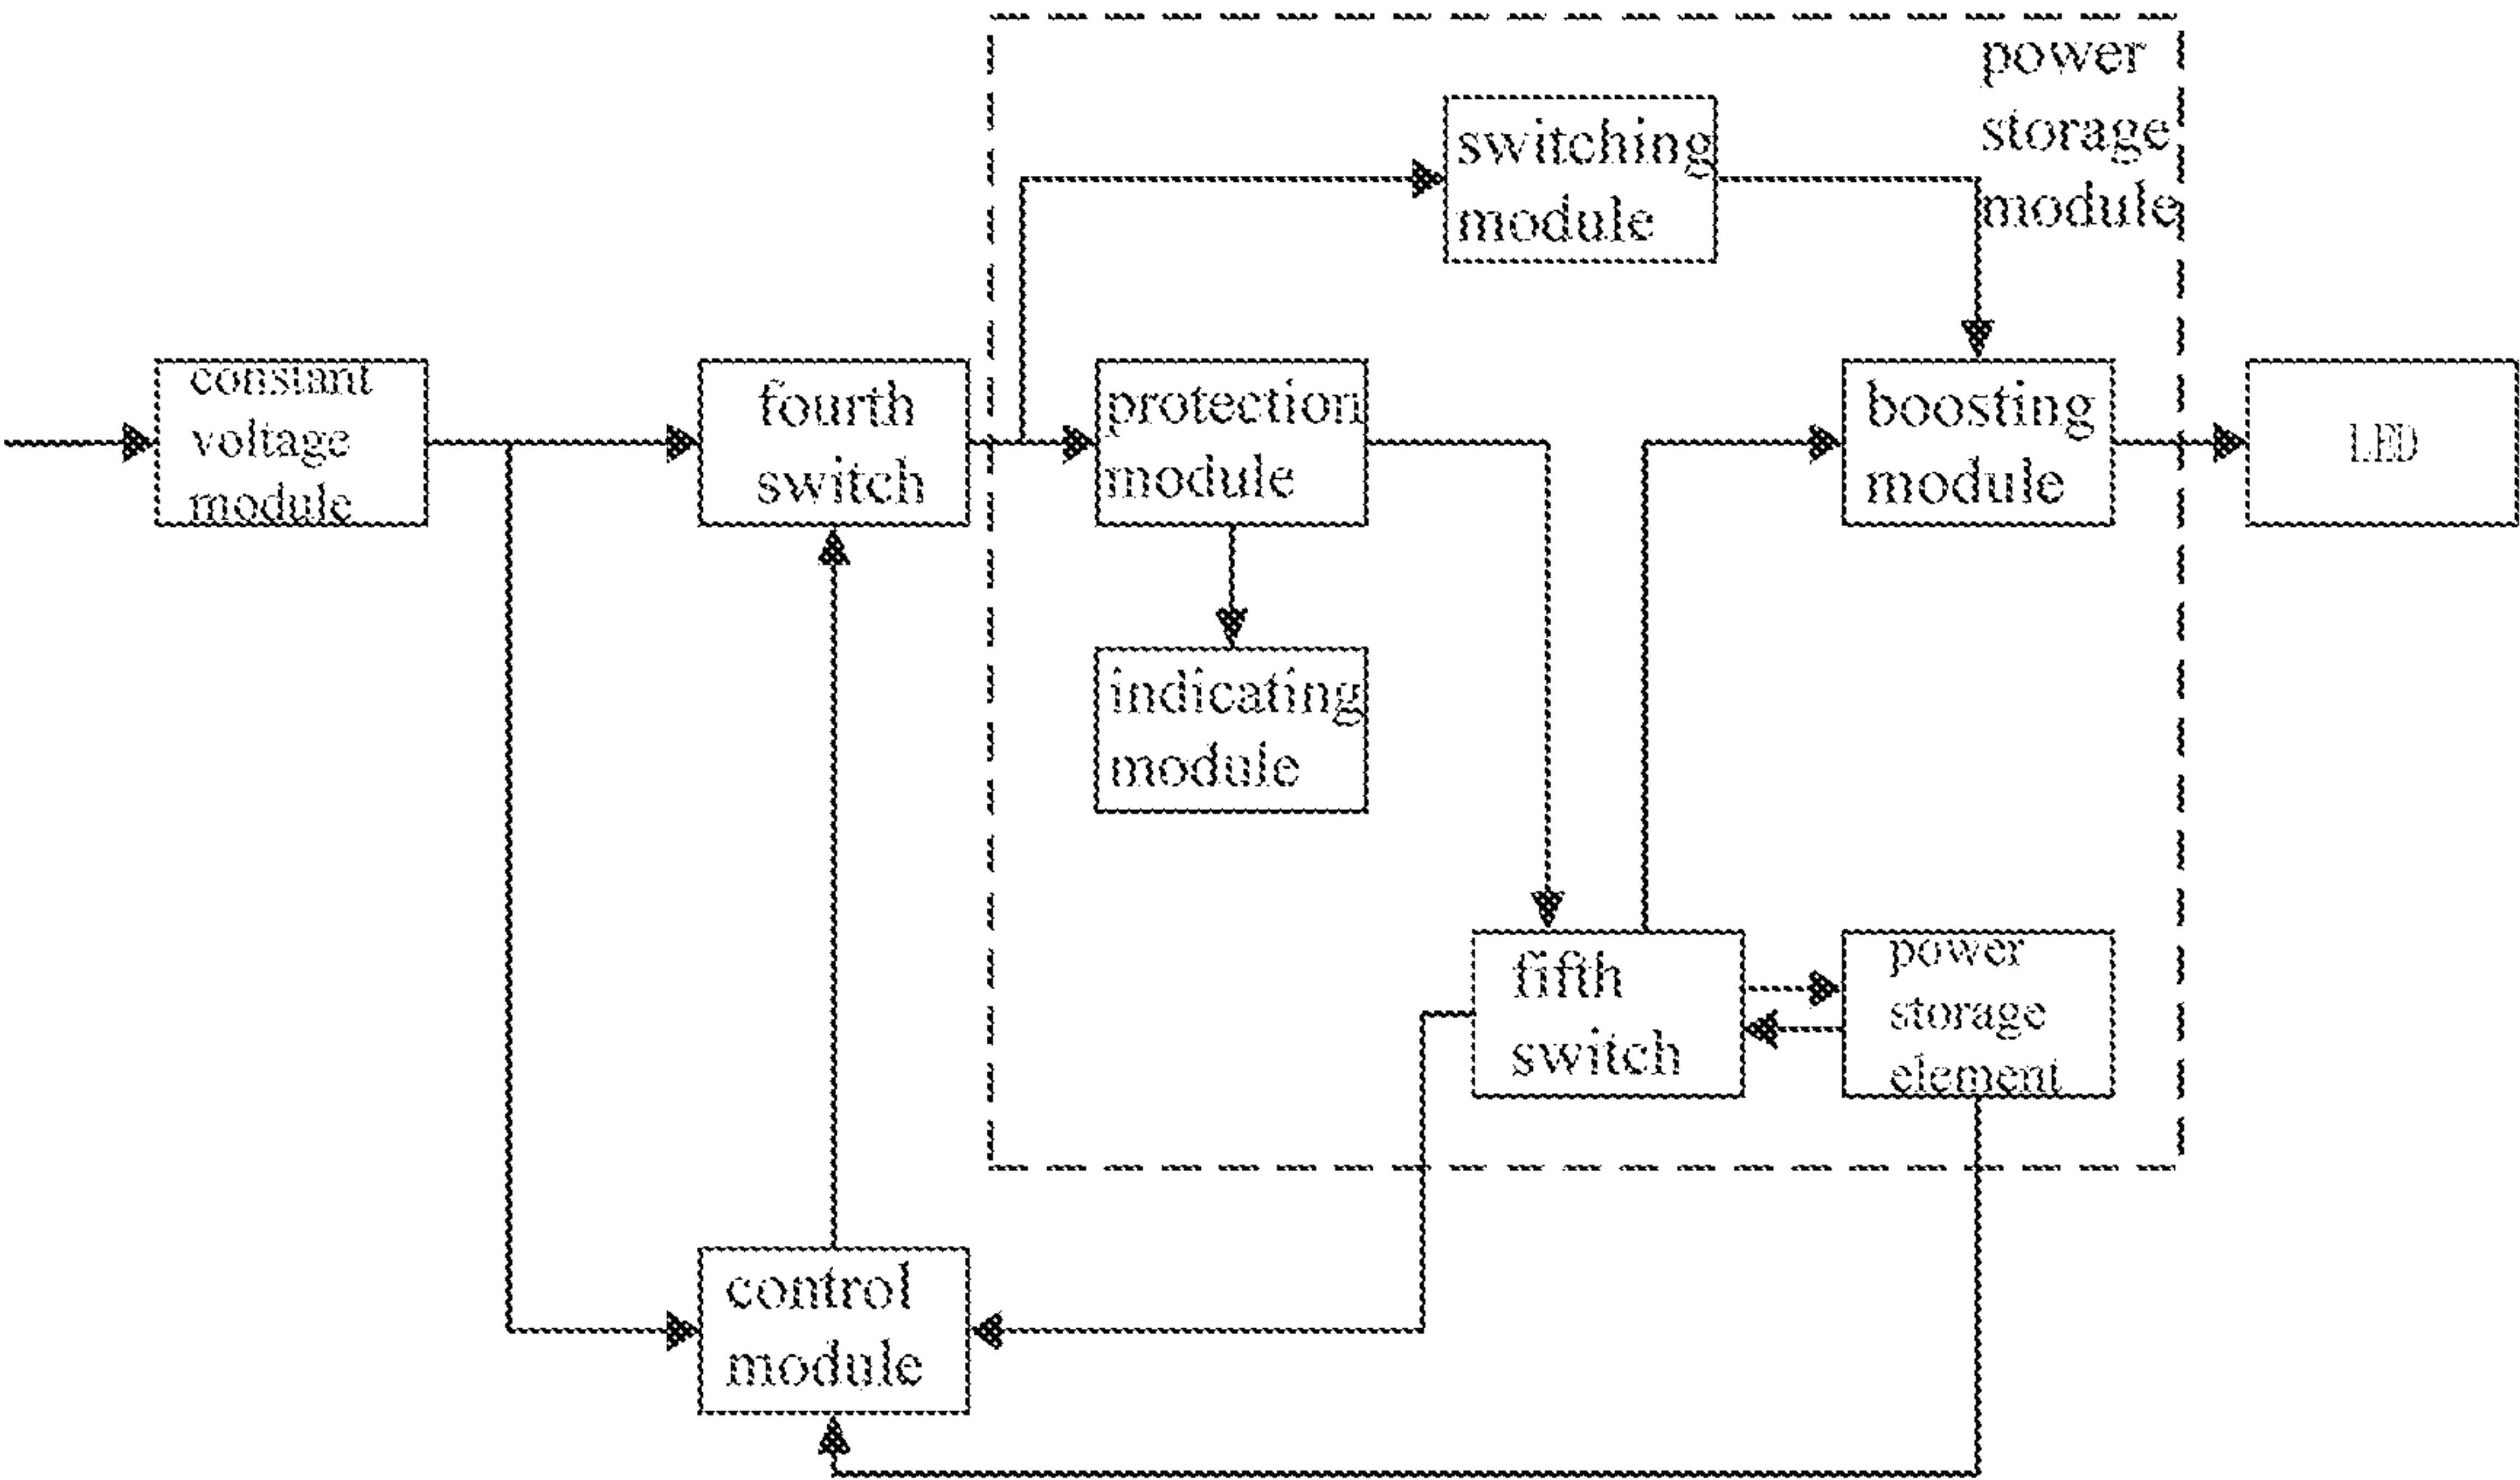 power
storage
module
switching
module
constant
voltage
module
fourth
switch
protection
module
boosting
module
LED
indicating
module
fifth
switch
power
storage
element
control
module